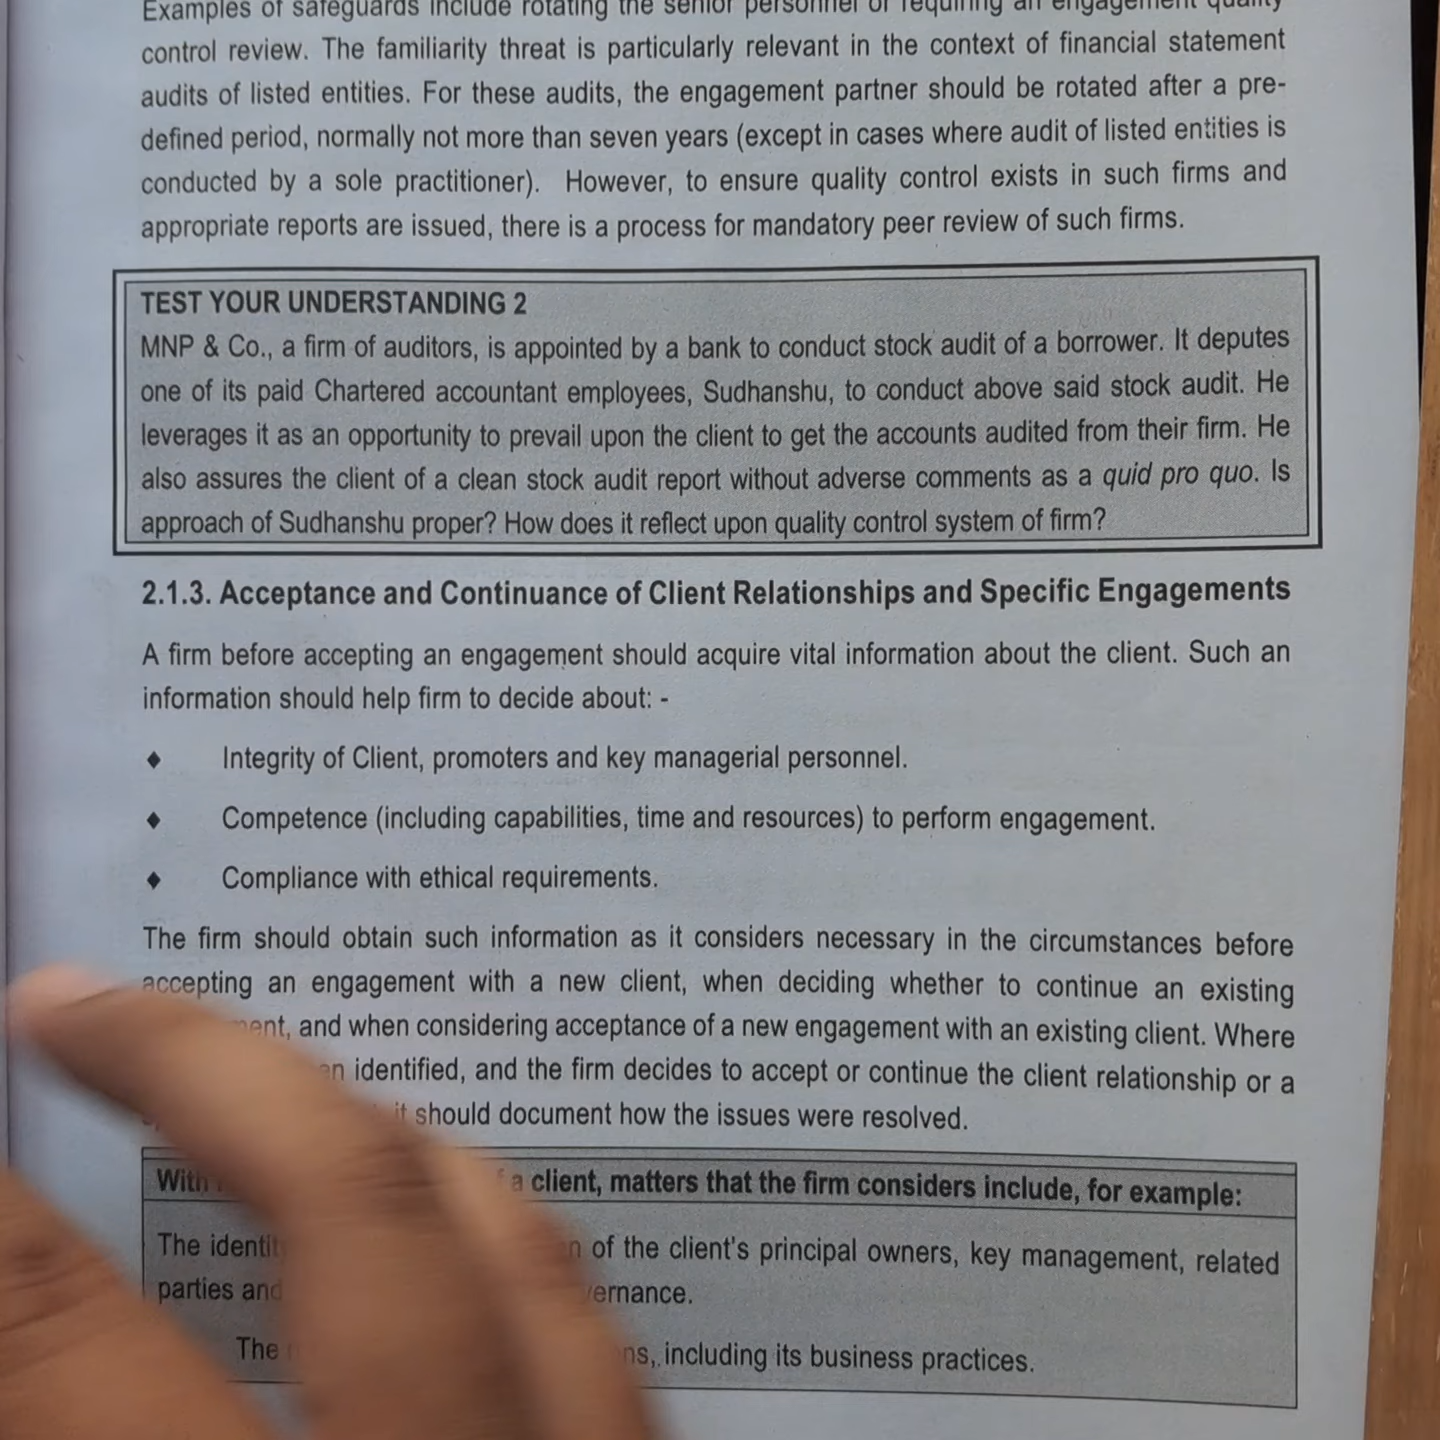 Examples of safeguards include rotating the senior personnel or requiring an engagement quality
control review. The familiarity threat is particularly relevant in the context of financial statement
audits of listed entities. For these audits, the engagement partner should be rotated after a pre-
defined period, normally not more than seven years (except in cases where audit of listed entities is
conducted by a sole practitioner). However, to ensure quality control exists in such firms and
appropriate reports are issued, there is a process for mandatory peer review of such firms.
TEST YOUR UNDERSTANDING 2
MNP & Co., a firm of auditors, is appointed by a bank to conduct stock audit of a borrower. It deputes
one of its paid Chartered accountant employees, Sudhanshu, to conduct above said stock audit. He
leverages it as an opportunity to prevail upon the client to get the accounts audited from their firm. He
also assures the client of a clean stock audit report without adverse comments as a quid pro quo. Is
approach of Sudhanshu proper? How does it reflect upon quality control system of firm?
2.1.3. Acceptance and Continuance of Client Relationships and Specific Engagements
A firm before accepting an engagement should acquire vital information about the client. Such an
information should help firm to decide about: -
♦ Integrity of Client, promoters and key managerial personnel.
♦ Competence (including capabilities, time and resources) to perform engagement.
♦ Compliance with ethical requirements.
The firm should obtain such information as it considers necessary in the circumstances before
accepting an engagement with a new client, when deciding whether to continue an existing
and when considering acceptance of a new engagement with an existing client. Where
identified, and the firm decides to accept or continue the client relationship or a
it should document how the issues were resolved.
With a client, matters that the firm considers include, for example:
The of the client's principal owners, key management, related
parties and
The including its business practices.